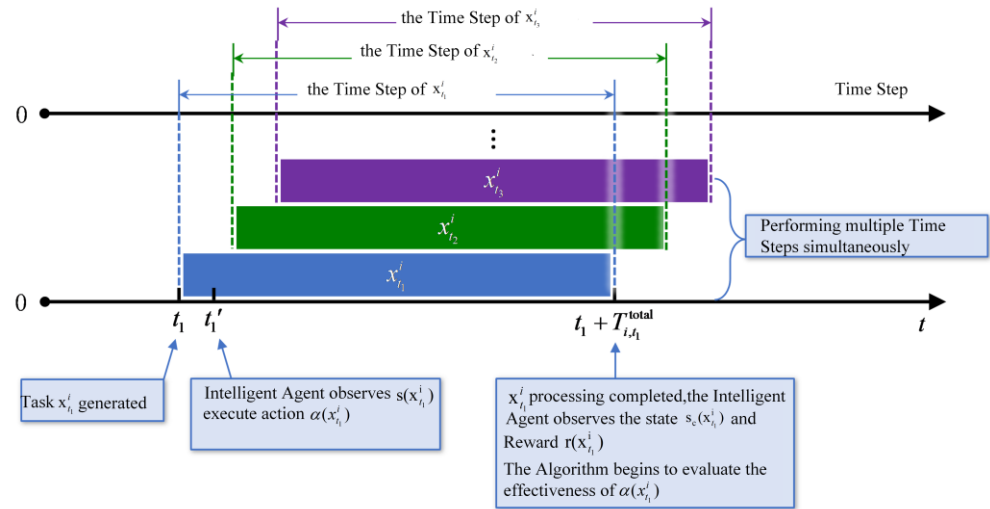 the Time Step of x^i_{t_3}
the Time Step of x^i_{t_2}
the Time Step of x^i_{t_1}
Time Step
0
⋮
x^i_{t_3}
x^i_{t_2}
x^i_{t_1}
Performing multiple Time
Steps simultaneously
0
t_1
t_1′
t_1 + T^{total}_{i,t_1}
t
Task x^i_{t_1} generated
Intelligent Agent observes s(x^i_{t_1})
execute action α(x^i_{t_1})
x^i_{t_1} processing completed,the Intelligent
Agent observes the state s_c(x^i_{t_1}) and
Reward r(x^i_{t_1})
The Algorithm begins to evaluate the
effectiveness of α(x^i_{t_1})